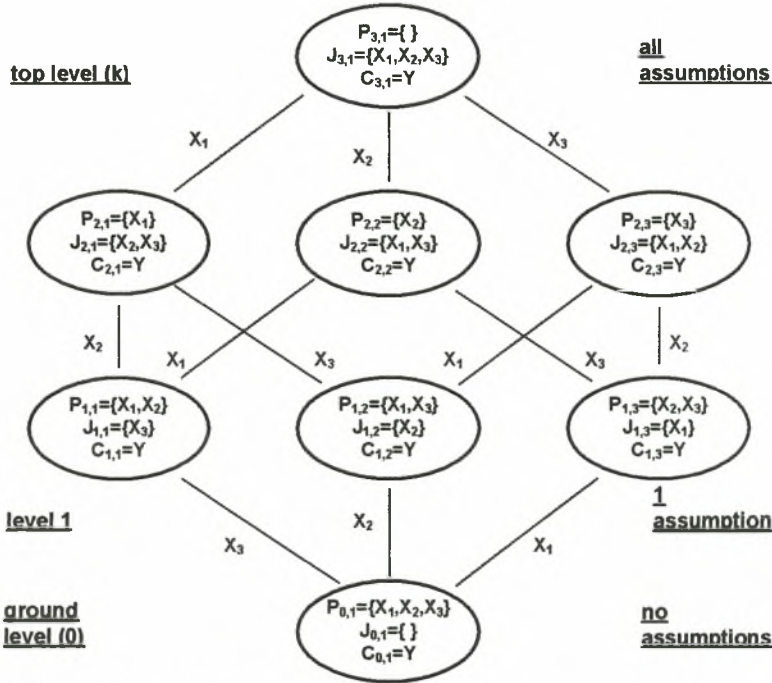 P3,1={ }
J3,1={X1,X2,X3}
C3,1=Y
top level (k)
all
assumptions
X1
X2
X3
P2,1={X1}
J2,1={X2,X3}
C2,1=Y
P2,2={X2}
J2,2={X1,X3}
C2,2=Y
P2,3={X3}
J2,3={X1,X2}
C2,3=Y
X2
X1
X3
X1
X3
X2
P1,1={X1,X2}
J1,1={X3}
C1,1=Y
P1,2={X1,X3}
J1,2={X2}
C1,2=Y
P1,3={X2,X3}
J1,3={X1}
C1,3=Y
level 1
1
assumption
X3
X2
X1
ground
level (0)
P0,1={X1,X2,X3}
J0,1={ }
C0,1=Y
no
assumptions